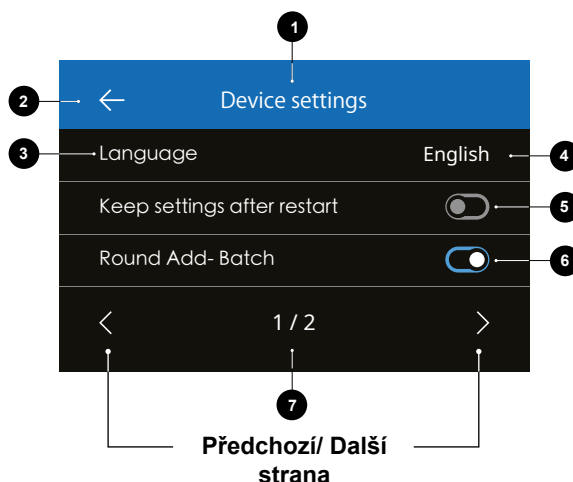 1
2
Device settings
3
Language
English
4
Keep settings after restart
5
Round Add- Batch
6
1 / 2
7
Předchozí/ Další
strana